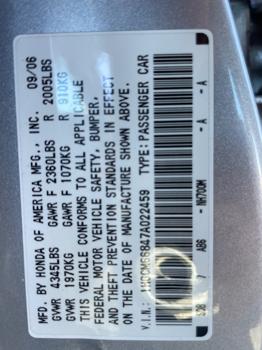 MFD. BY HONDA OF AMERICA MFG., INC. 09/06
GVWR 4345LBS GAWR F 2360LBS R 2005LBS
GVWR 1970KG GAWR F 1070KG R 910KG
THIS VEHICLE CONFORMS TO ALL APPLICABLE
FEDERAL MOTOR VEHICLE SAFETY, BUMPER,
AND THEFT PREVENTION STANDARDS IN EFFECT
ON THE DATE OF MANUFACTURE SHOWN ABOVE.
V.I.N.: TYPE:PASSENGER CAR
A86 NH700M -A -A